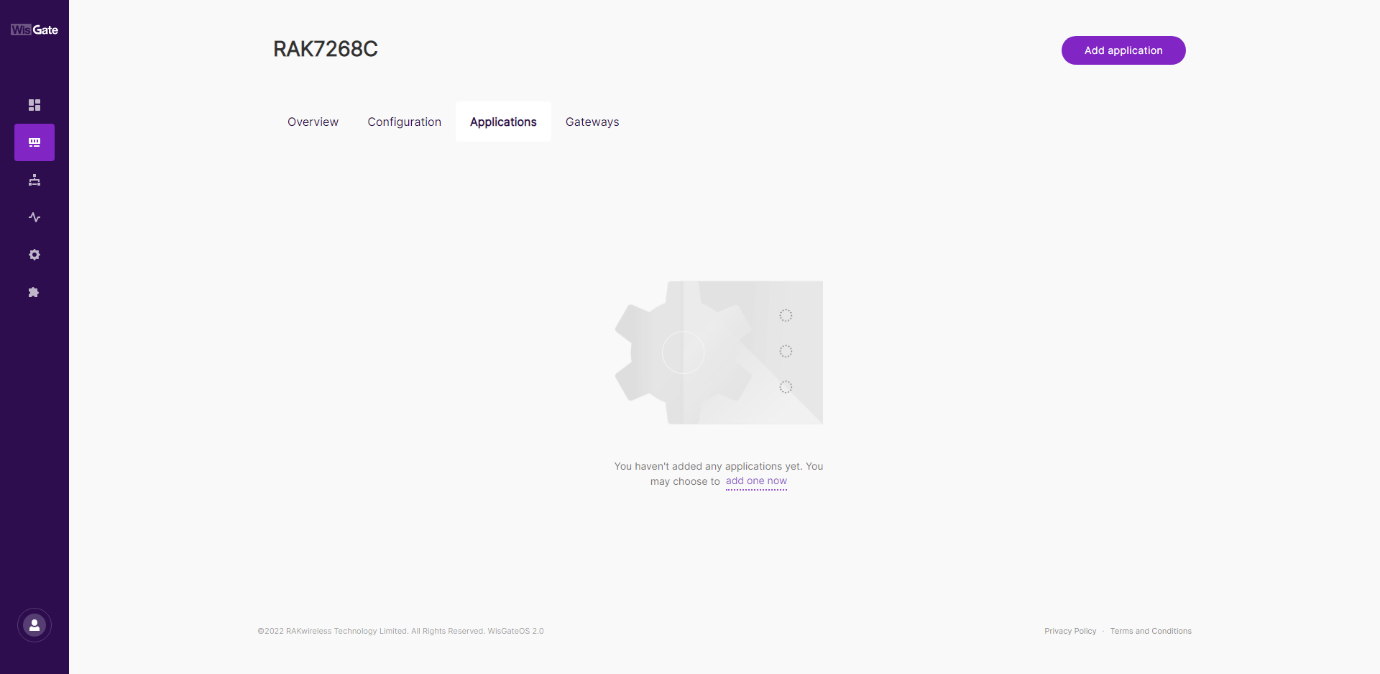 WisGate
RAK7268C
Add application
Overview
Configuration
Applications
Gateways
You haven't added any applications yet. You
may choose to add one now
©2022 RAKwireless Technology Limited. All Rights Reserved. WisGateOS 2.0
Privacy Policy · Terms and Conditions